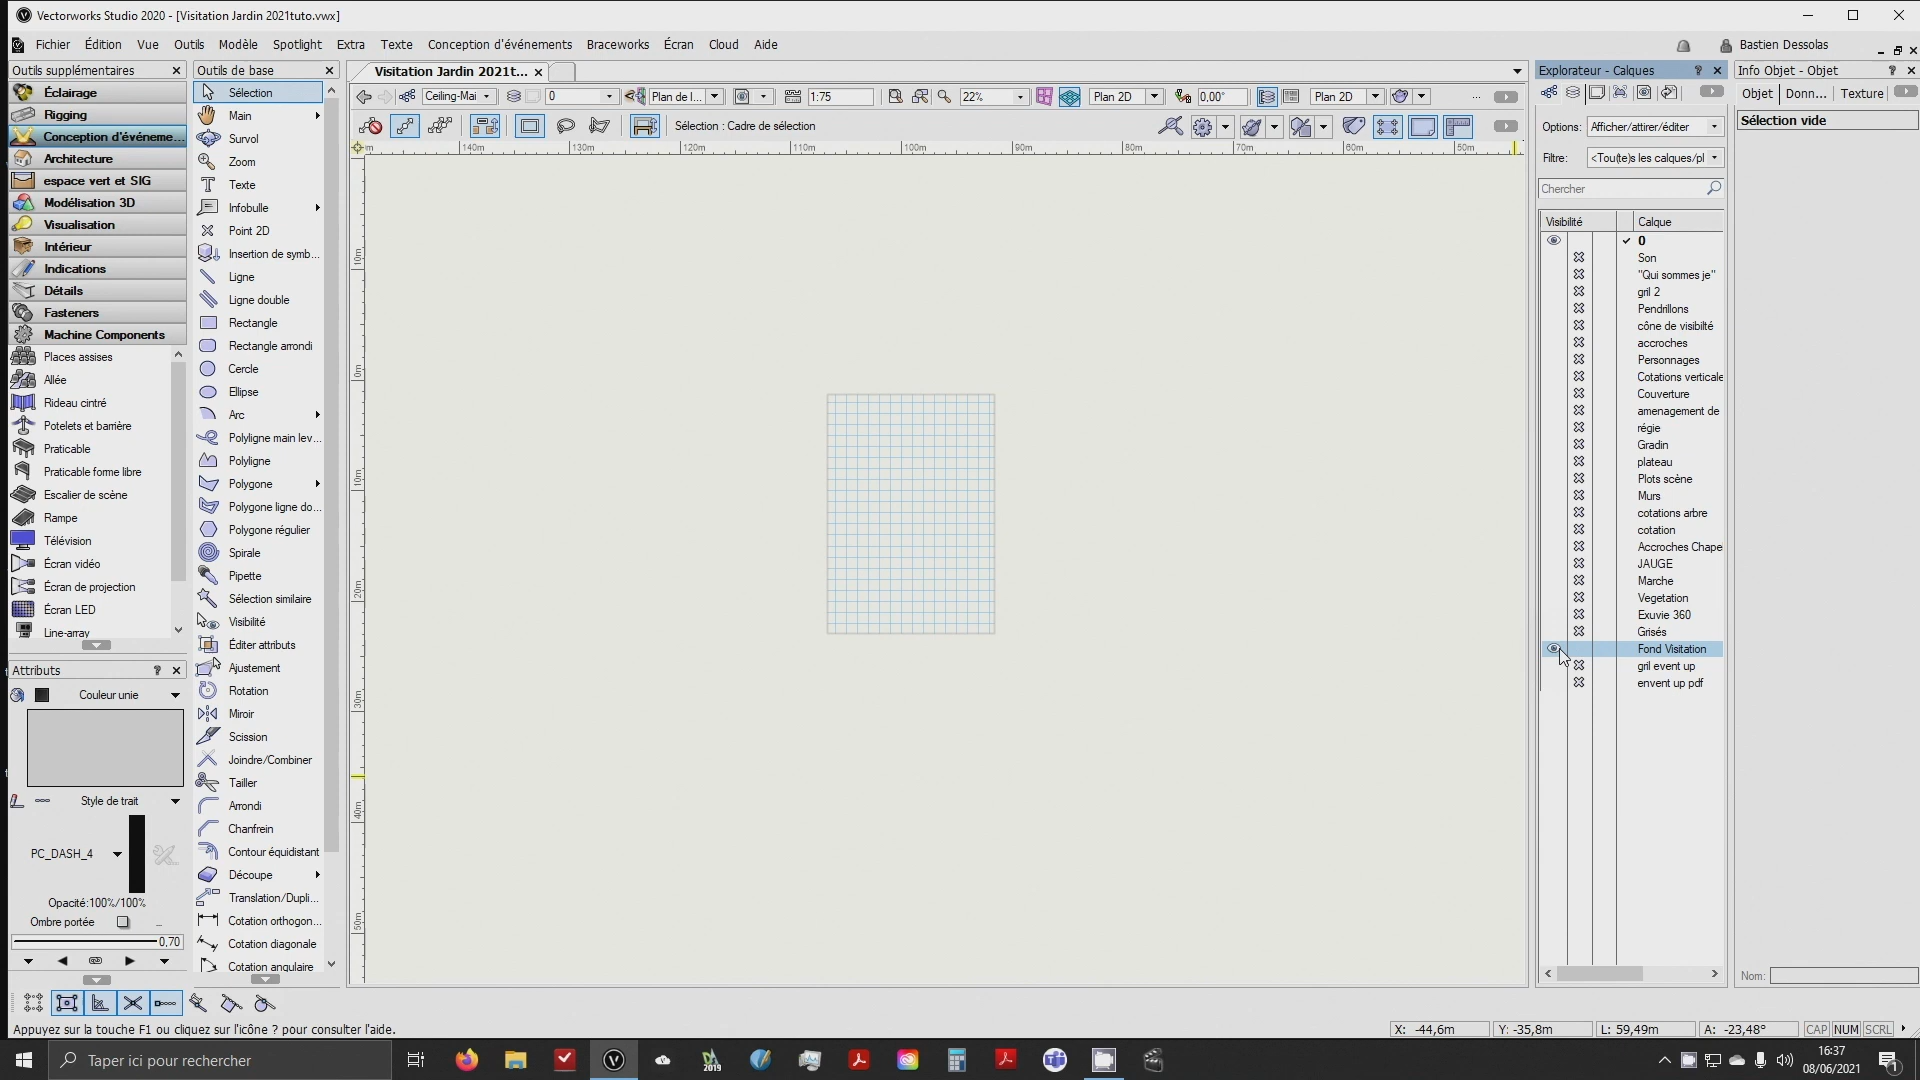 Vectorworks Studio 2020 - [Visitation Jardin 2021tuto.vwx]
Fichier Édition Vue Outils Modèle Spotlight Extra Texte Conception d'événements Braceworks Écran Cloud Aide
Bastien Dessolas
Outils supplémentaires
Éclairage
Rigging
Conception d'événeme...
Architecture
espace vert et SIG
Modélisation 3D
Visualisation
Intérieur
Indications
Détails
Fasteners
Machine Components
Places assises
Allée
Rideau cintré
Potelets et barrière
Praticable
Praticable forme libre
Escalier de scène
Rampe
Télévision
Écran vidéo
Écran de projection
Écran LED
Line-array
Attributs
Couleur unie
Style de trait
PC_DASH_4
Opacité:100%/100%
Ombre portée
0,70
Outils de base
Sélection
Main
Survol
Zoom
Texte
Infobulle
Point 2D
Insertion de symb...
Ligne
Ligne double
Rectangle
Rectangle arrondi
Cercle
Ellipse
Arc
Polyligne main lev...
Polyligne
Polygone
Polygone ligne do...
Polygone régulier
Spirale
Pipette
Sélection similaire
Visibilité
Éditer attributs
Ajustement
Rotation
Miroir
Scission
Joindre/Combiner
Tailler
Arrondi
Chanfrein
Contour équidistant
Découpe
Translation/Dupli...
Cotation orthogon...
Cotation diagonale
Cotation angulaire
Visitation Jardin 2021t...
Ceiling-Mai 0 Plan de l... 1:75 22% Plan 2D 0,00° Plan 2D
Sélection : Cadre de sélection
140m 130m 120m 110m 100m 90m 80m 70m 60m 50m
10m
0m
10m
20m
30m
40m
50m
Explorateur - Calques
Options: Afficher/attirer/éditer
Filtre: <Tou(te)s les calques/pl
Chercher
Visibilité Calque
0
Son
"Qui sommes je"
gril 2
Pendrillons
cône de visibilté
accroches
Personnages
Cotations verticale
Couverture
amenagement de
régie
Gradin
plateau
Plots scène
Murs
cotations arbre
cotation
Accroches Chape
JAUGE
Marche
Vegetation
Exuvie 360
Grisés
Fond Visitation
gril event up
envent up pdf
Info Objet - Objet
Objet Donn... Texture
Sélection vide
Nom:
Appuyez sur la touche F1 ou cliquez sur l'icône ? pour consulter l'aide.
X: -44,6m Y: -35,8m L: 59,49m A: -23,48° CAP NUM SCRL
Taper ici pour rechercher
2019
16:37
08/06/2021
1